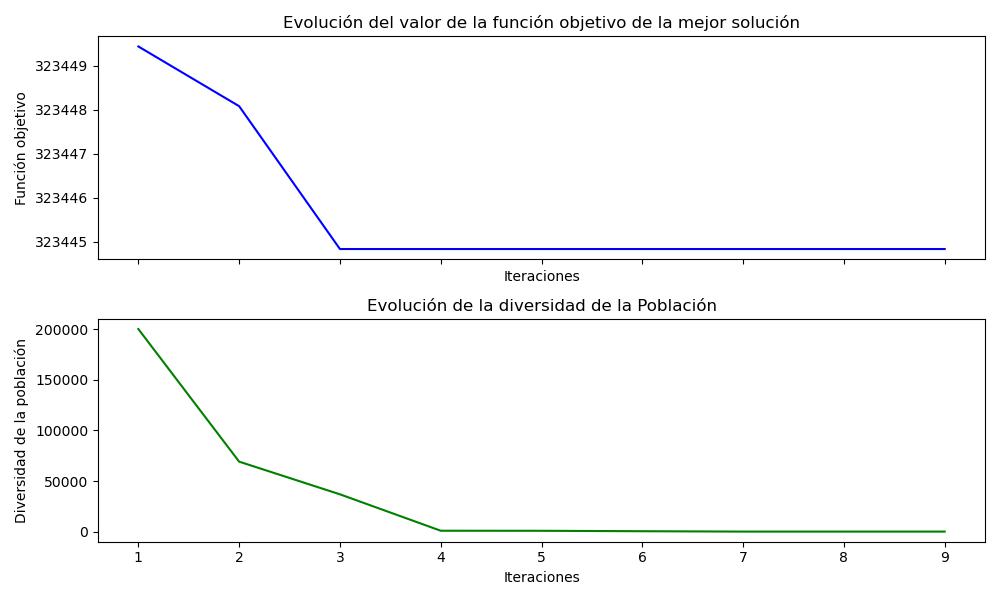 Evolución del valor de la función objetivo de la mejor solución
Función objetivo
323449
323448
323447
323446
323445
Iteraciones
Evolución de la diversidad de la Población
Diversidad de la población
200000
150000
100000
50000
0
1 2 3 4 5 6 7 8 9
Iteraciones